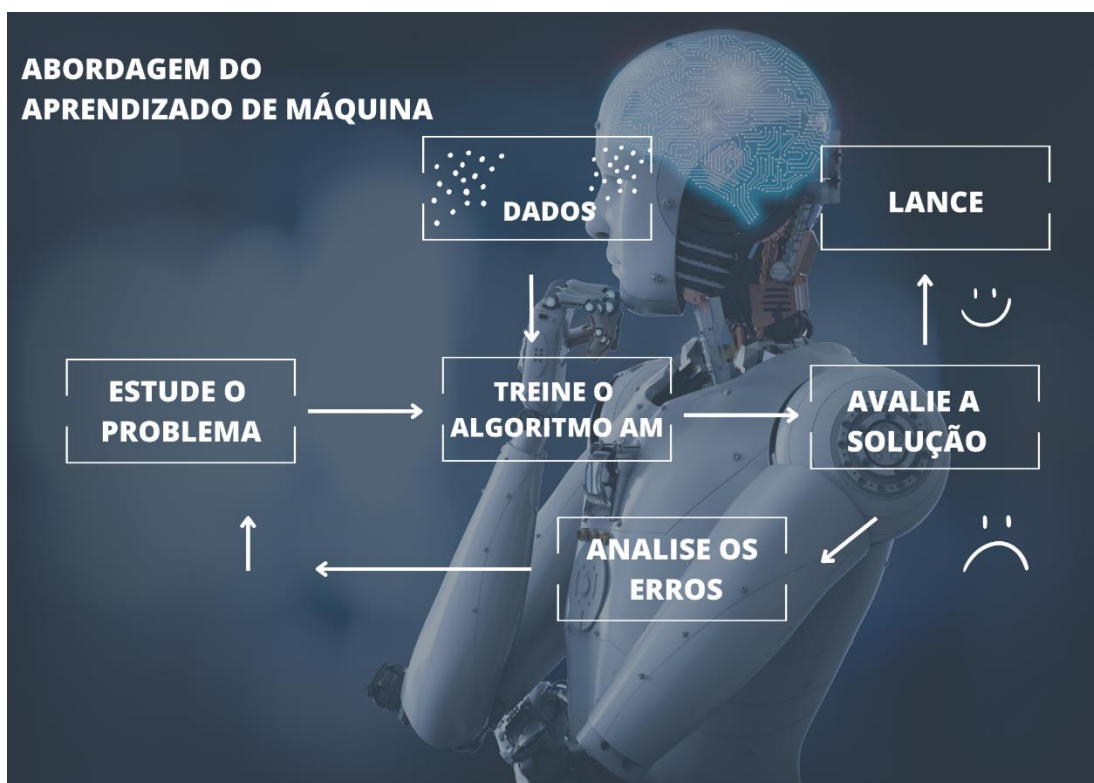 ABORDAGEM DO
APRENDIZADO DE MÁQUINA
DADOS
LANCE
ESTUDE O
PROBLEMA
TREINE O
ALGORITMO AM
AVALIE A
SOLUÇÃO
ANALISE OS
ERROS